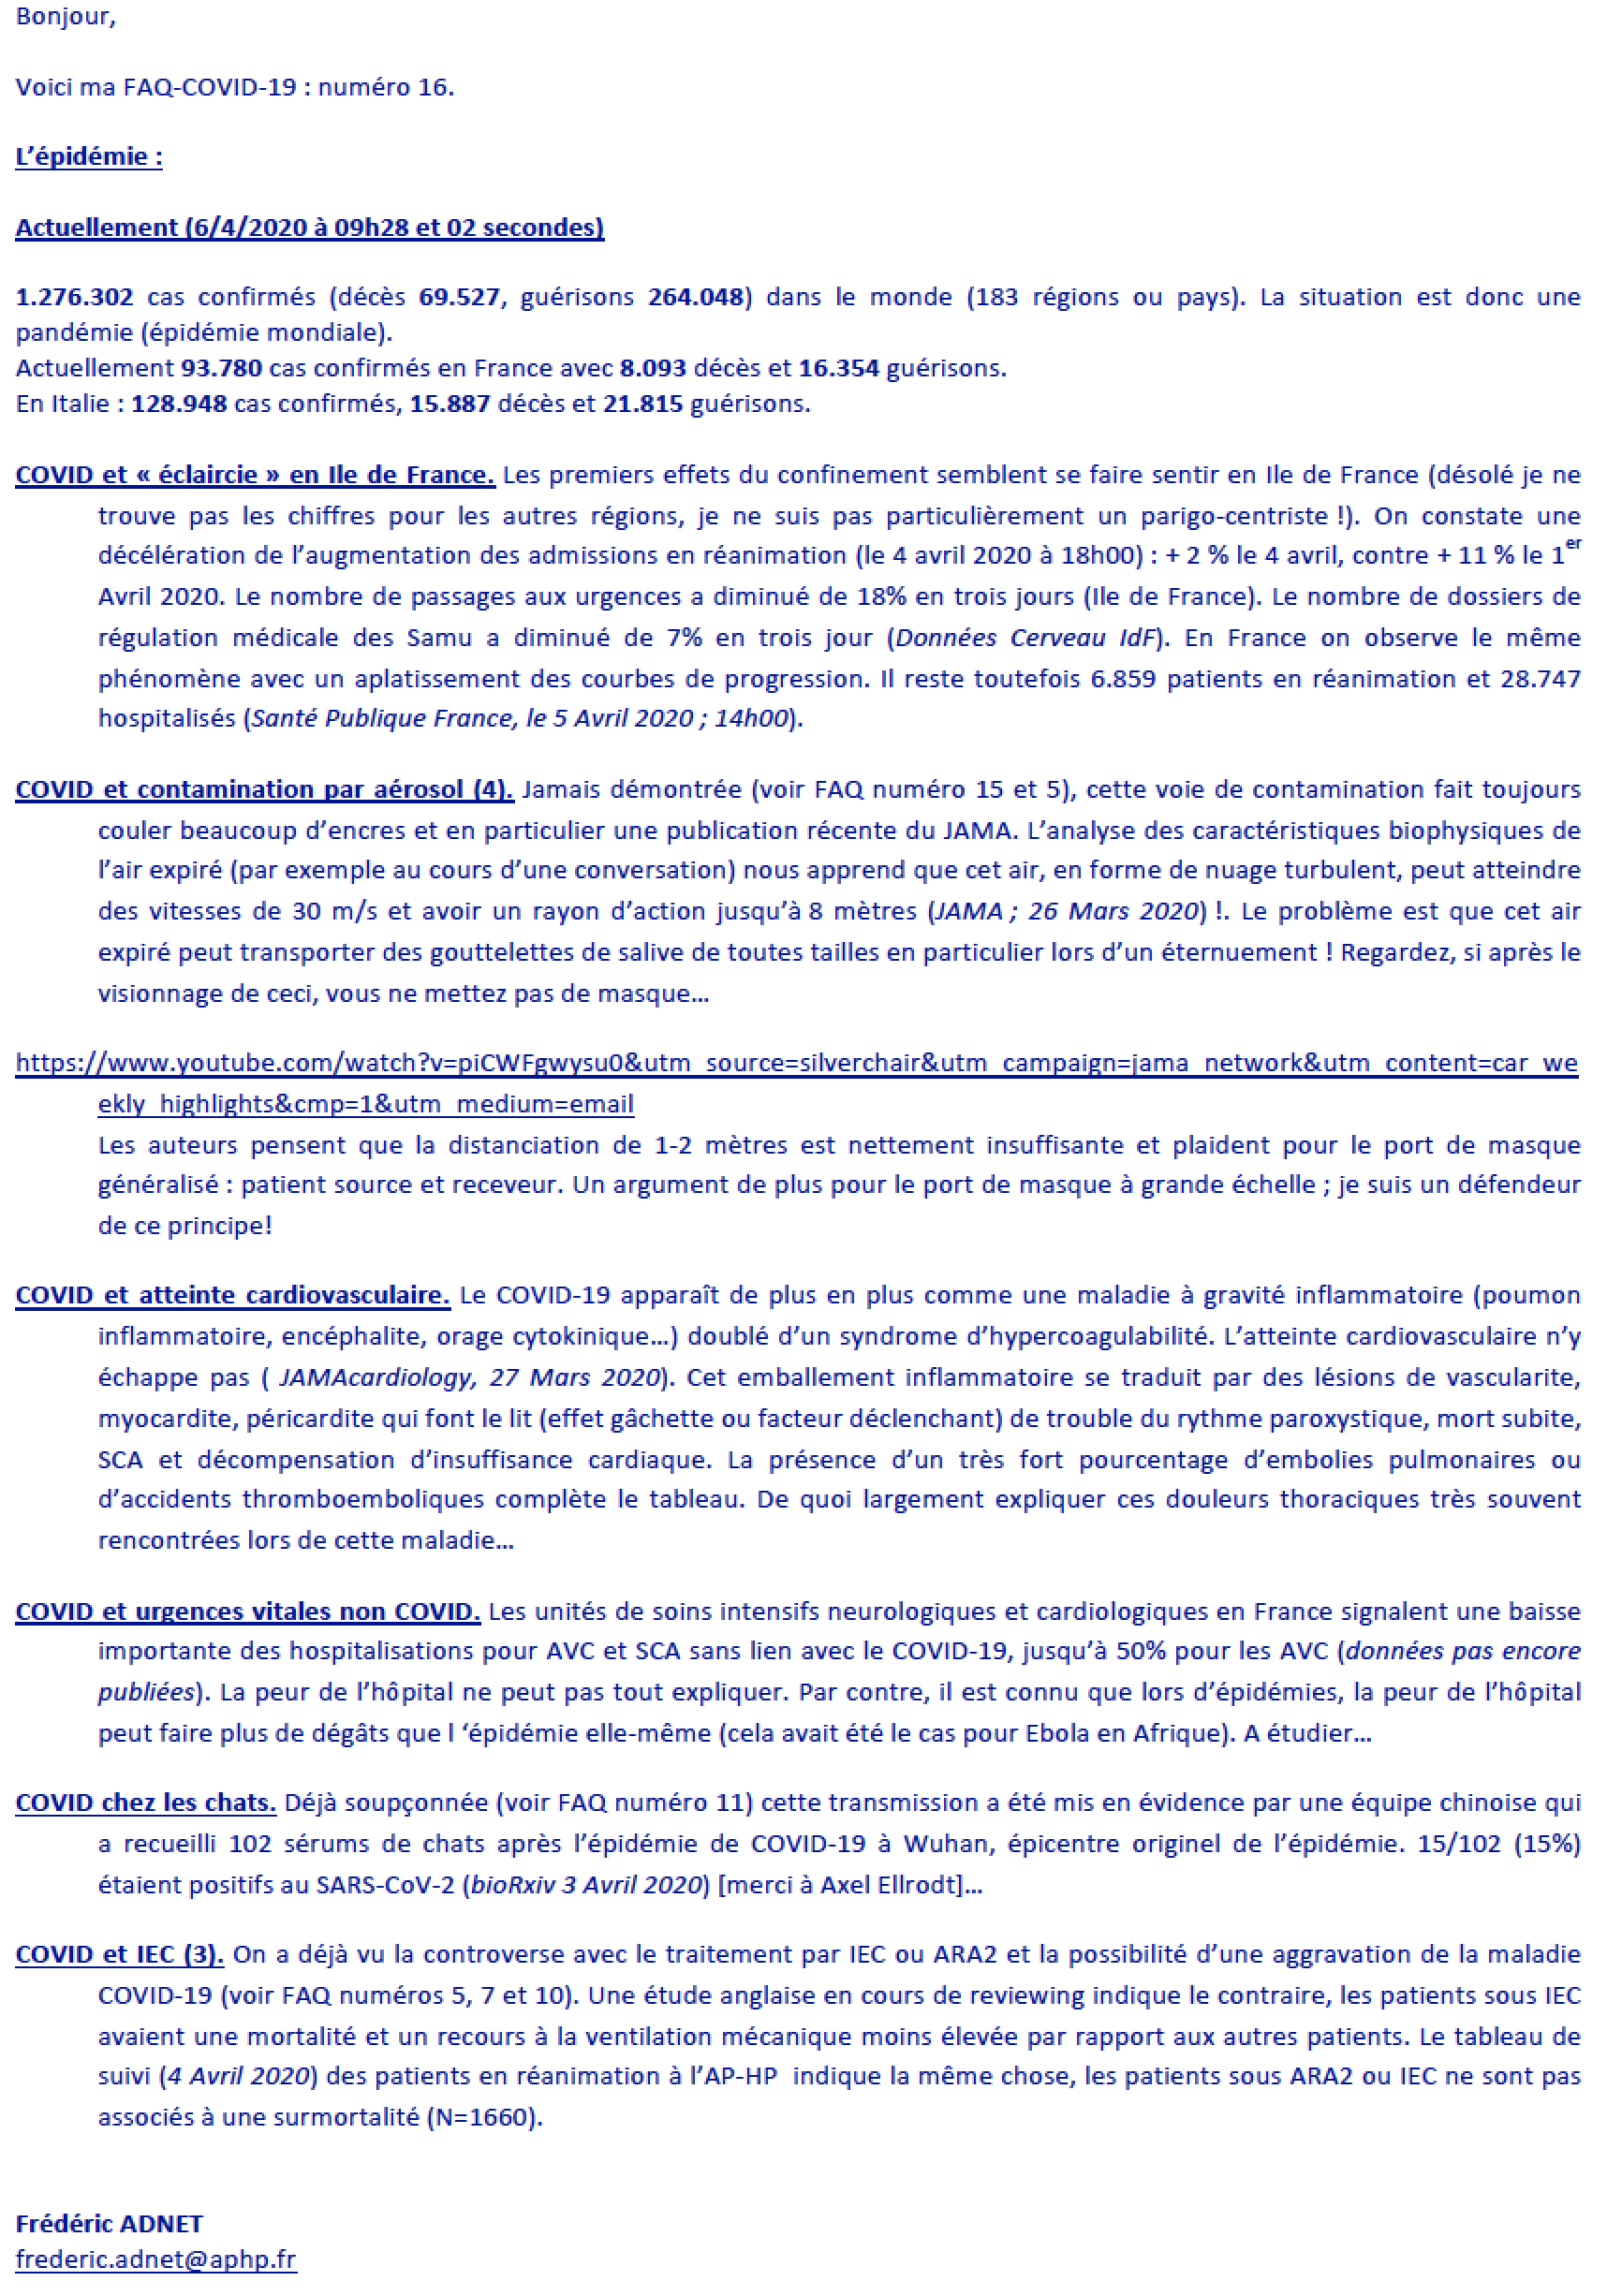 Bonjour,
Voici ma FAQ-COVID-19 : numéro 16.
L’épidémie :
Actuellement (6/4/2020 à 09h28 et 02 secondes)
1.276.302 cas confirmés (décès 69.527, guérisons 264.048) dans le monde (183 régions ou pays). La situation est donc une
pandémie (épidémie mondiale).
Actuellement 93.780 cas confirmés en France avec 8.093 décès et 16.354 guérisons.
En Italie : 128.948 cas confirmés, 15.887 décès et 21.815 guérisons.
COVID et « éclaircie » en Ile de France. Les premiers effets du confinement semblent se faire sentir en Ile de France (désolé je ne
trouve pas les chiffres pour les autres régions, je ne suis pas particulièrement un parigo-centriste !). On constate une
décélération de l’augmentation des admissions en réanimation (le 4 avril 2020 à 18h00) : + 2 % le 4 avril, contre + 11 % le 1er
Avril 2020. Le nombre de passages aux urgences a diminué de 18% en trois jours (Ile de France). Le nombre de dossiers de
régulation médicale des Samu a diminué de 7% en trois jour (Données Cerveau IdF). En France on observe le même
phénomène avec un aplatissement des courbes de progression. Il reste toutefois 6.859 patients en réanimation et 28.747
hospitalisés (Santé Publique France, le 5 Avril 2020 ; 14h00).
COVID et contamination par aérosol (4). Jamais démontrée (voir FAQ numéro 15 et 5), cette voie de contamination fait toujours
couler beaucoup d’encres et en particulier une publication récente du JAMA. L’analyse des caractéristiques biophysiques de
l’air expiré (par exemple au cours d’une conversation) nous apprend que cet air, en forme de nuage turbulent, peut atteindre
des vitesses de 30 m/s et avoir un rayon d’action jusqu’à 8 mètres (JAMA ; 26 Mars 2020) !. Le problème est que cet air
expiré peut transporter des gouttelettes de salive de toutes tailles en particulier lors d’un éternuement ! Regardez, si après le
visionnage de ceci, vous ne mettez pas de masque…
https://www.youtube.com/watch?v=piCWFgwysu0&utm_source=silverchair&utm_campaign=jama_network&utm_content=car_we
ekly_highlights&cmp=1&utm_medium=email
Les auteurs pensent que la distanciation de 1-2 mètres est nettement insuffisante et plaident pour le port de masque
généralisé : patient source et receveur. Un argument de plus pour le port de masque à grande échelle ; je suis un défendeur
de ce principe!
COVID et atteinte cardiovasculaire. Le COVID-19 apparaît de plus en plus comme une maladie à gravité inflammatoire (poumon
inflammatoire, encéphalite, orage cytokinique…) doublé d’un syndrome d’hypercoagulabilité. L’atteinte cardiovasculaire n’y
échappe pas ( JAMAcardiology, 27 Mars 2020). Cet emballement inflammatoire se traduit par des lésions de vascularite,
myocardite, péricardite qui font le lit (effet gâchette ou facteur déclenchant) de trouble du rythme paroxystique, mort subite,
SCA et décompensation d’insuffisance cardiaque. La présence d’un très fort pourcentage d’embolies pulmonaires ou
d’accidents thromboemboliques complète le tableau. De quoi largement expliquer ces douleurs thoraciques très souvent
rencontrées lors de cette maladie…
COVID et urgences vitales non COVID. Les unités de soins intensifs neurologiques et cardiologiques en France signalent une baisse
importante des hospitalisations pour AVC et SCA sans lien avec le COVID-19, jusqu’à 50% pour les AVC (données pas encore
publiées). La peur de l’hôpital ne peut pas tout expliquer. Par contre, il est connu que lors d’épidémies, la peur de l’hôpital
peut faire plus de dégâts que l ‘épidémie elle-même (cela avait été le cas pour Ebola en Afrique). A étudier…
COVID chez les chats. Déjà soupçonnée (voir FAQ numéro 11) cette transmission a été mis en évidence par une équipe chinoise qui
a recueilli 102 sérums de chats après l’épidémie de COVID-19 à Wuhan, épicentre originel de l’épidémie. 15/102 (15%)
étaient positifs au SARS-CoV-2 (bioRxiv 3 Avril 2020) [merci à Axel Ellrodt]…
COVID et IEC (3). On a déjà vu la controverse avec le traitement par IEC ou ARA2 et la possibilité d’une aggravation de la maladie
COVID-19 (voir FAQ numéros 5, 7 et 10). Une étude anglaise en cours de reviewing indique le contraire, les patients sous IEC
avaient une mortalité et un recours à la ventilation mécanique moins élevée par rapport aux autres patients. Le tableau de
suivi (4 Avril 2020) des patients en réanimation à l’AP-HP indique la même chose, les patients sous ARA2 ou IEC ne sont pas
associés à une surmortalité (N=1660).
Frédéric ADNET
frederic.adnet@aphp.fr